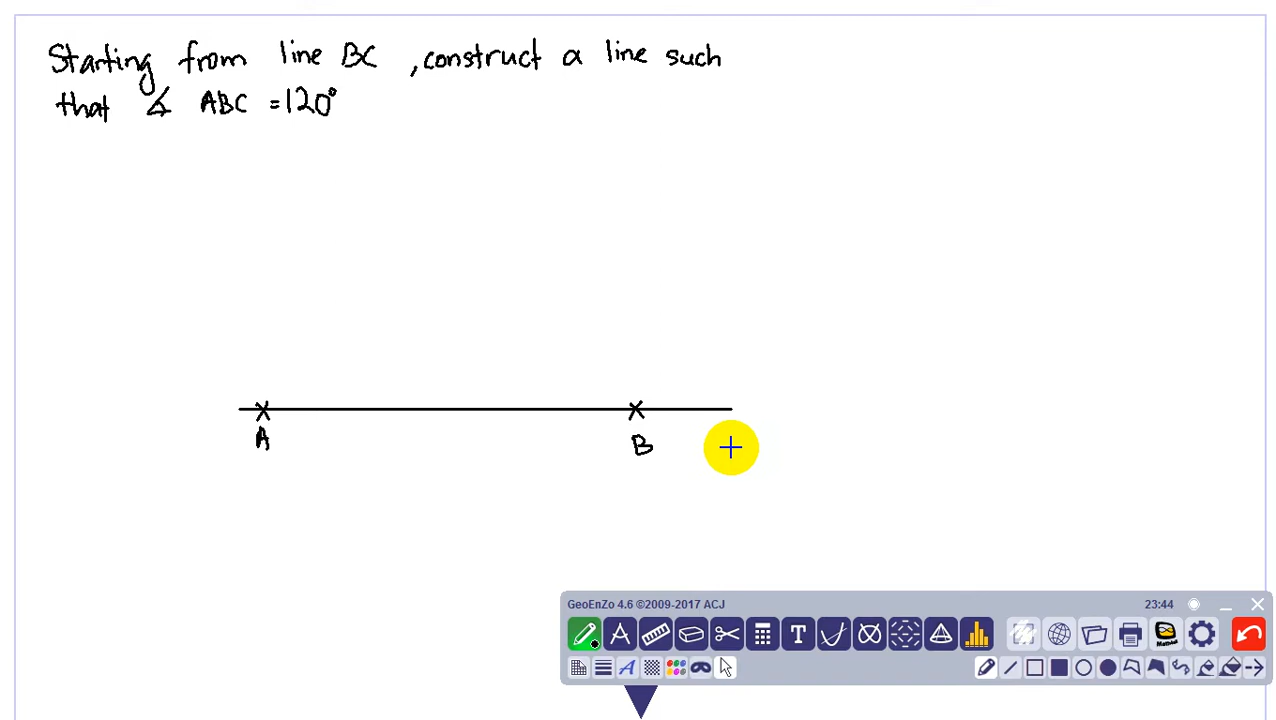 Starting from line BC , construct a line such
that ∡ ABC = 120°
A
B
GeoEnZo 4.6 ©2009-2017 ACJ
23:44